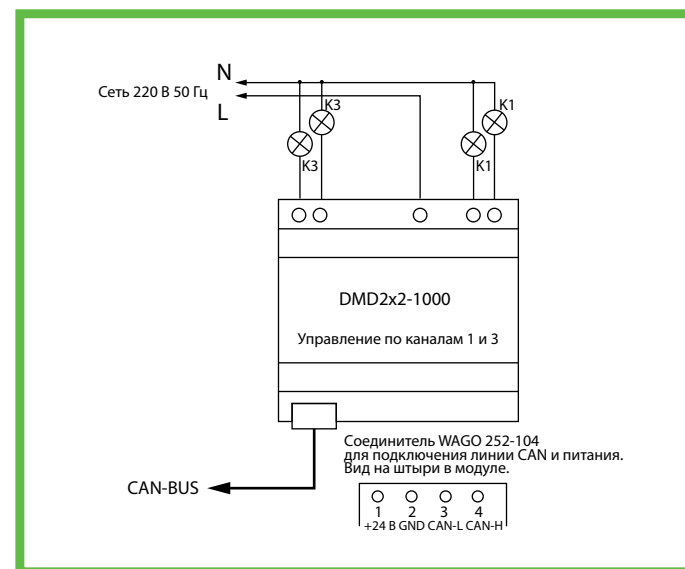 N
Сеть 220 В 50 Гц
L
К3
К1
К3
К1
DMD2x2-1000
Управление по каналам 1 и 3
Соединитель WAGO 252-104
для подключения линии CAN и питания.
Вид на штыри в модуле.
CAN-BUS
1 2 3 4
+24 В GND CAN-L CAN-H